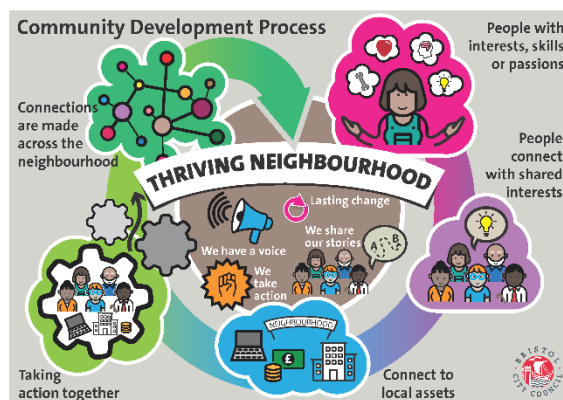 Community Development Process
People with
interests, skills
or passions
Connections
are made
across the
neighbourhood
People
connect
with shared
interests
THRIVING NEIGHBOURHOOD
Lasting change
We have a voice
We share
our stories
A
B
A
B
We
take
action
NEIGHBOURHOOD
£
Taking
action together
Connect to
local assets
BRISTOL
CITY COUNCIL